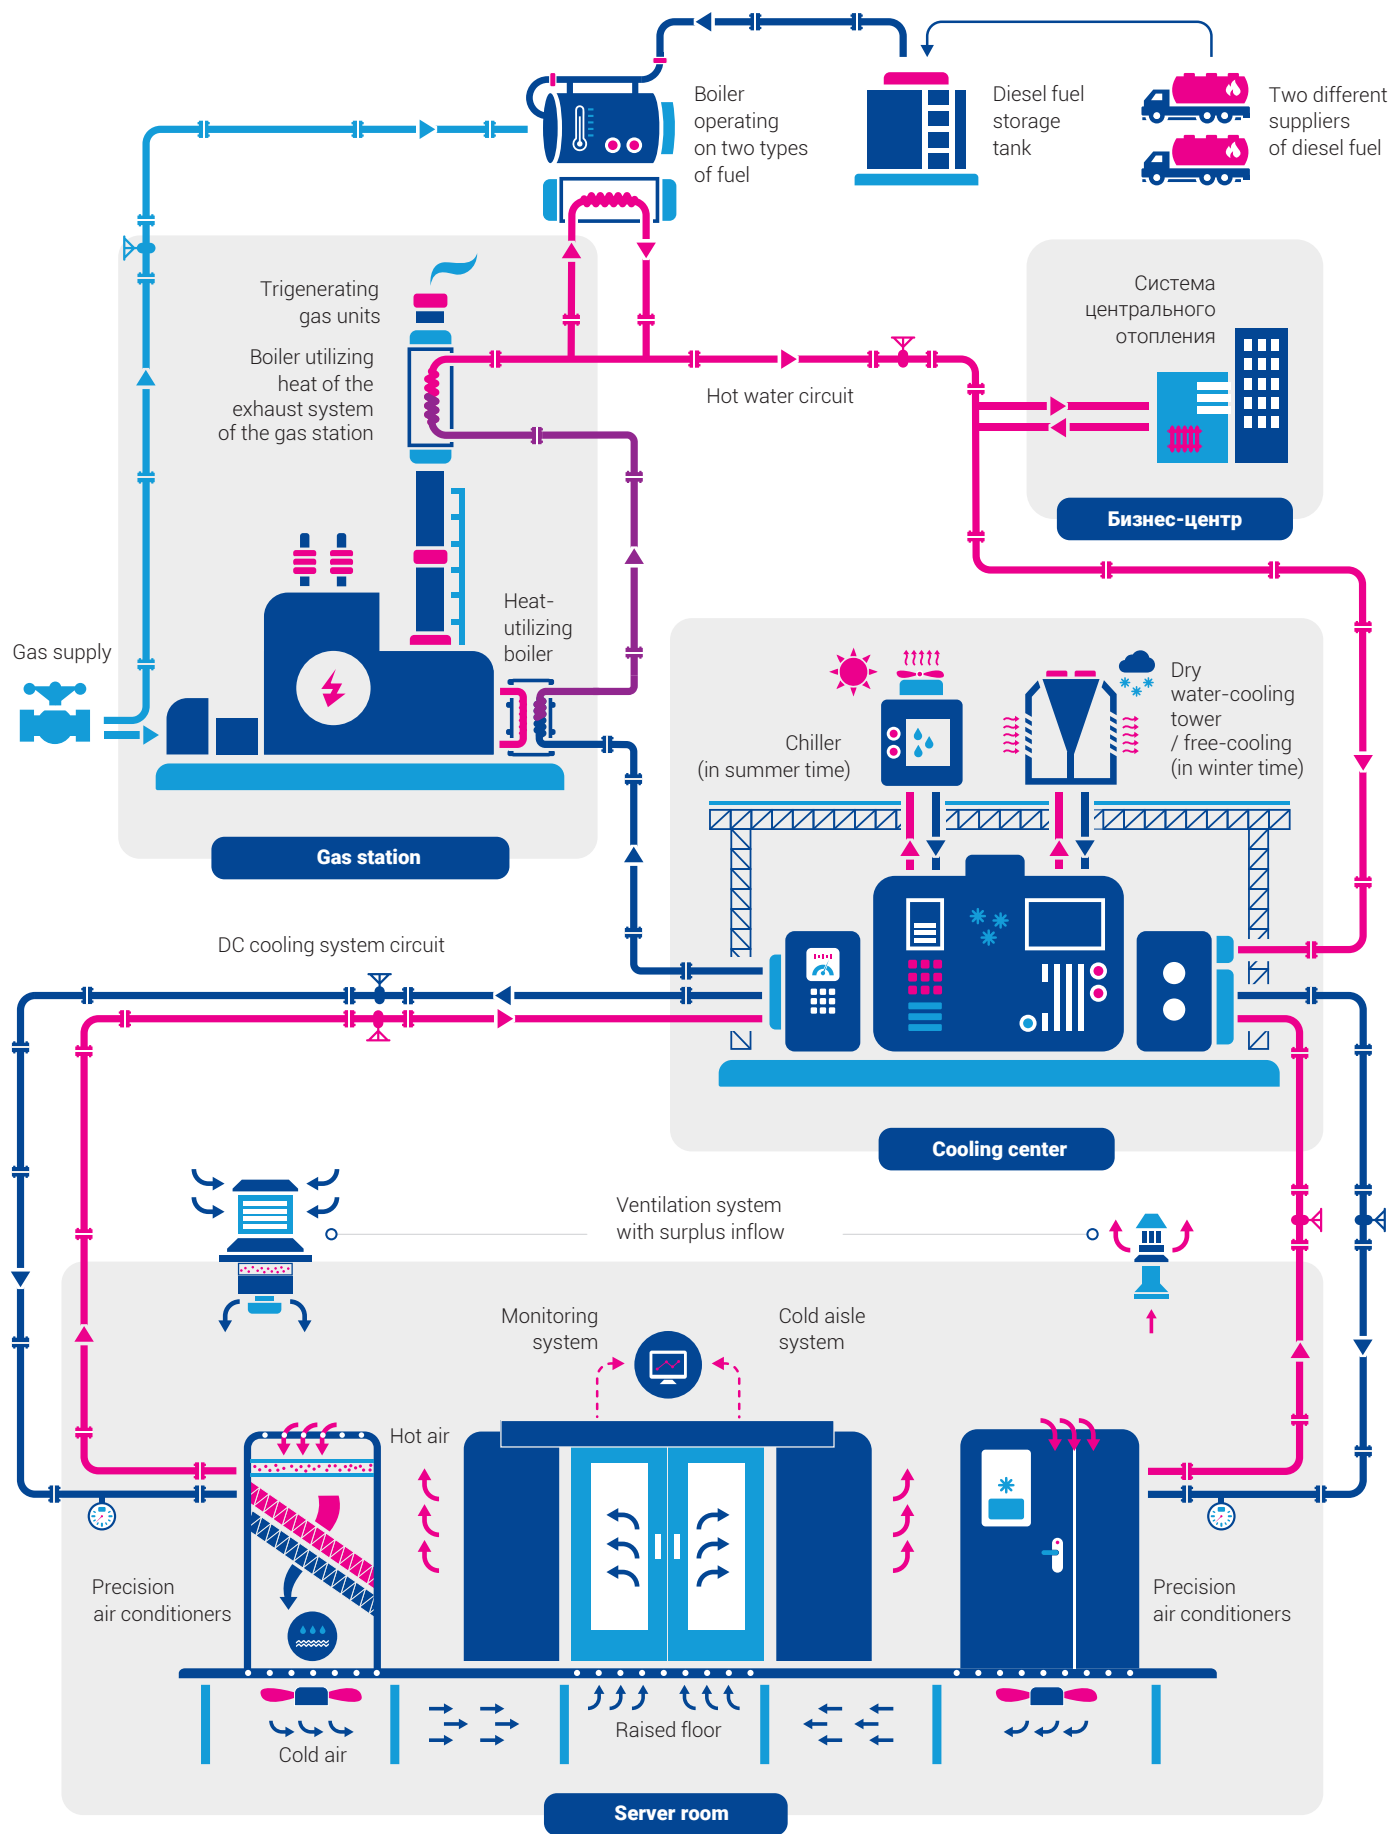 Boiler
operating
on two types
of fuel
Diesel fuel
storage
tank
Two different
suppliers
of diesel fuel
Trigenerating
gas units
Boiler utilizing
heat of the
exhaust system
of the gas station
Hot water circuit
Система
центрального
отопления
Бизнес-центр
Gas supply
Heat-
utilizing
boiler
Gas station
Chiller
(in summer time)
Dry
water-cooling
tower
/ free-cooling
(in winter time)
DC cooling system circuit
Cooling center
Ventilation system
with surplus inflow
Monitoring
system
Cold aisle
system
Hot air
Precision
air conditioners
Precision
air conditioners
Cold air
Raised floor
Server room